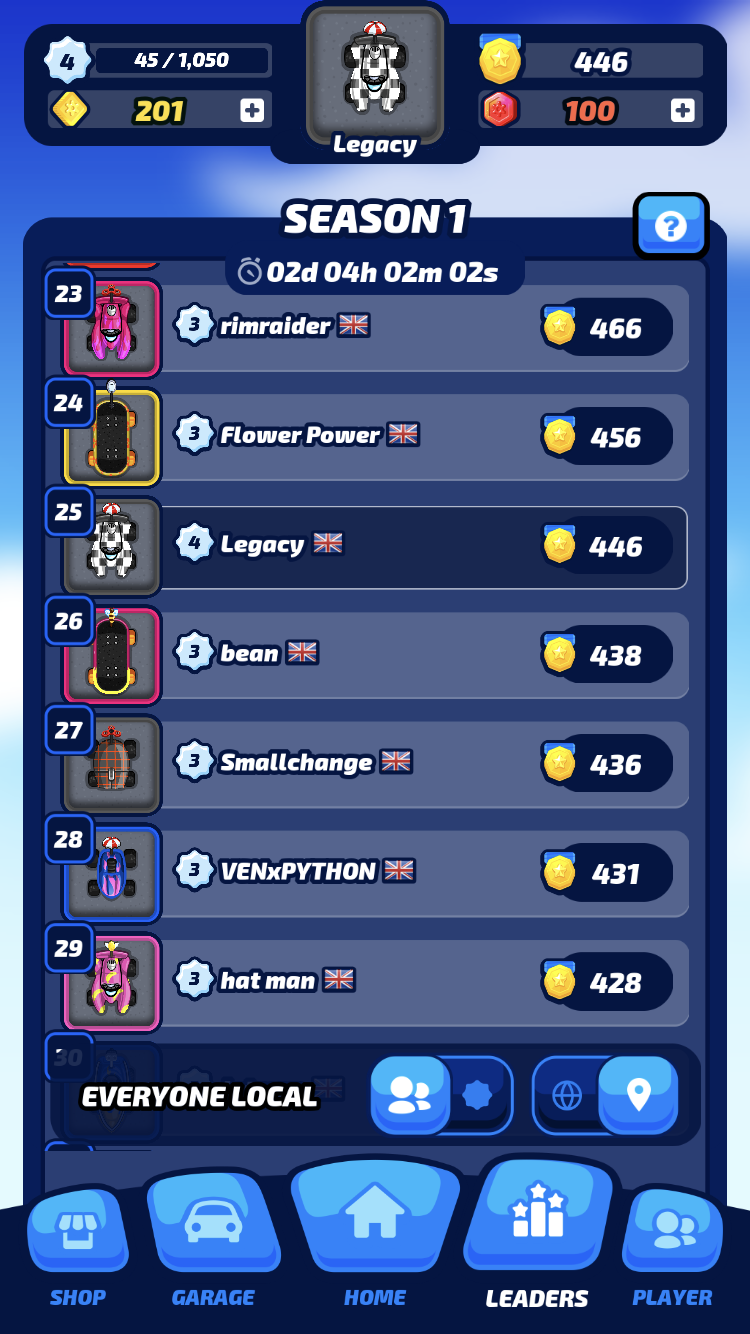 4
45 / 1,050
446
201
100
Legacy
SEASON 1
?
02d 04h 02m 02s
23
3 rimraider
466
24
3 Flower Power
456
25
4 Legacy
446
26
3 bean
438
27
3 Smallchange
436
28
3 VENxPYTHON
431
29
3 hat man
428
30
EVERYONE LOCAL
SHOP
GARAGE
HOME
LEADERS
PLAYER